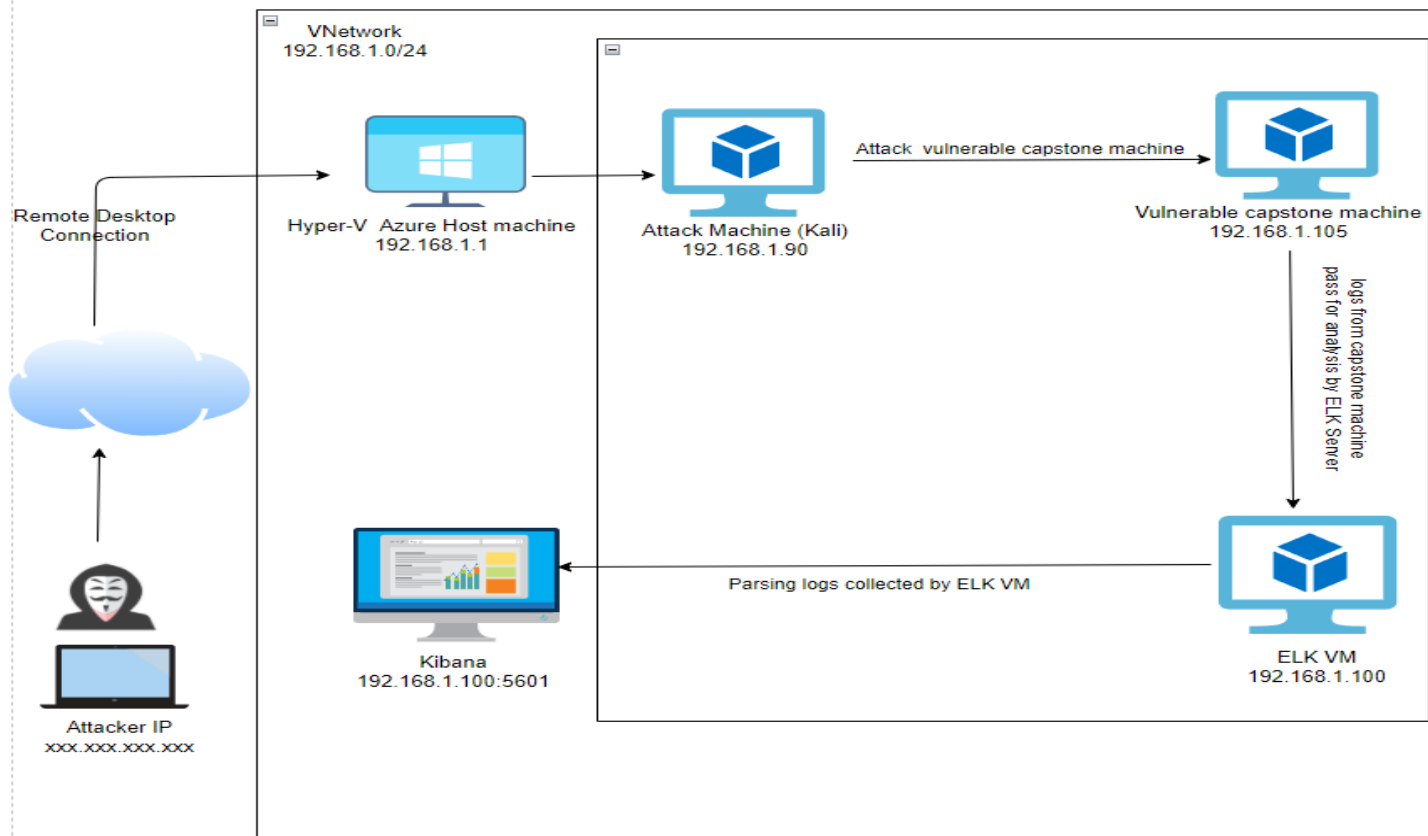 VNetwork
192.168.1.0/24
Remote Desktop
Connection
Hyper-V Azure Host machine
192.168.1.1
Attack Machine (Kali)
192.168.1.90
Attack vulnerable capstone machine
Vulnerable capstone machine
192.168.1.105
logs from capstone machine
pass for analysis by ELK Server
Parsing logs collected by ELK VM
Kibana
192.168.1.100:5601
ELK VM
192.168.1.100
Attacker IP
xxx.xxx.xxx.xxx